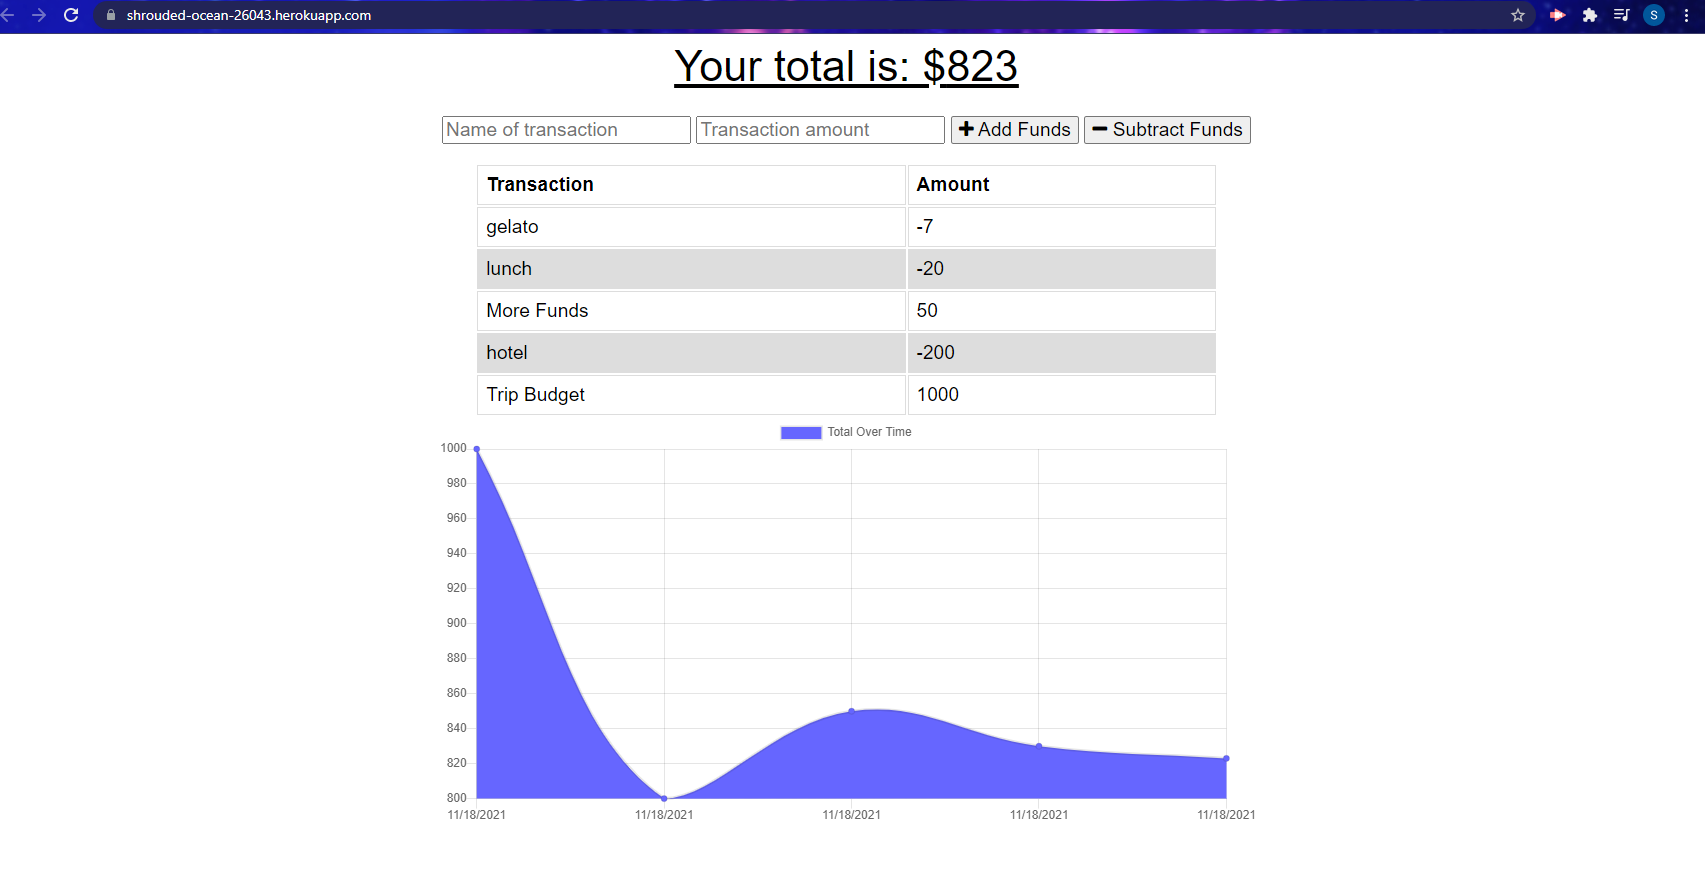 shrouded-ocean-26043.herokuapp.com
S
Your total is: $823
Name of transaction Transaction amount Add Funds Subtract Funds
Transaction Amount
gelato -7
lunch -20
More Funds 50
hotel -200
Trip Budget 1000
Total Over Time
1000
980
960
940
920
900
880
860
840
820
800
11/18/2021 11/18/2021 11/18/2021 11/18/2021 11/18/2021